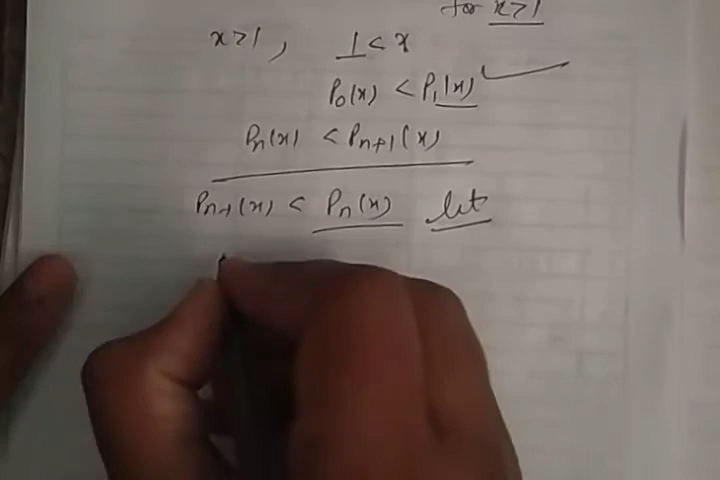 for x>1
x>1, 1<x
P₀(x) < P₁(x)
Pₙ(x) < Pₙ₊₁(x)
Pₙ₋₁(x) < Pₙ(x) let